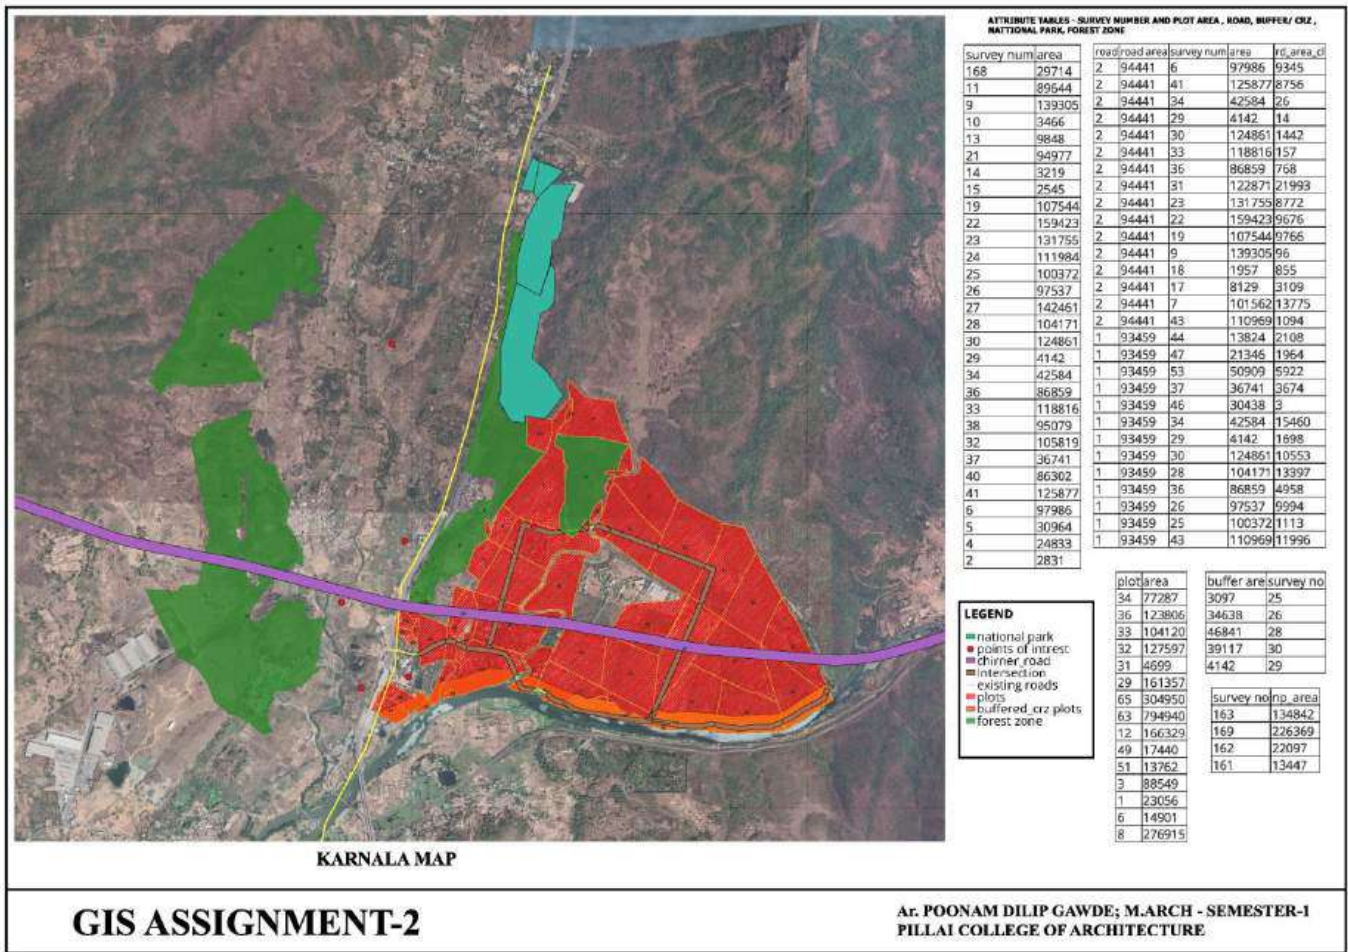 ATTRIBUTE TABLES - SURVEY NUMBER AND PLOT AREA , ROAD, BUFFER/ CRZ ,
NATTIONAL PARK, FOREST ZONE
survey num area
168 29714
11 89644
9 139305
10 3466
13 9848
21 94977
14 3219
15 2545
19 107544
22 159423
23 131755
24 111984
25 100372
26 97537
27 142461
28 104171
30 124861
29 4142
34 42584
36 86859
33 118816
38 95079
32 105819
37 36741
40 86302
41 125877
6 97986
5 30964
4 24833
2 2831
road road area survey num area rd_area_cl
2 94441 6 97986 9345
2 94441 41 125877 8756
2 94441 34 42584 26
2 94441 29 4142 14
2 94441 30 124861 1442
2 94441 33 118816 157
2 94441 36 86859 768
2 94441 31 122871 21993
2 94441 23 131755 8772
2 94441 22 159423 9676
2 94441 19 107544 9766
2 94441 9 139305 96
2 94441 18 1957 855
2 94441 17 8129 3109
2 94441 7 101562 13775
2 94441 43 110969 1094
1 93459 44 13824 2108
1 93459 47 21346 1964
1 93459 53 50909 5922
1 93459 37 36741 3674
1 93459 46 30438 3
1 93459 34 42584 15460
1 93459 29 4142 1698
1 93459 30 124861 10553
1 93459 28 104171 13397
1 93459 36 86859 4958
1 93459 26 97537 9994
1 93459 25 100372 1113
1 93459 43 110969 11996
LEGEND
national park
points of intrest
chirner_road
Intersection
existing roads
plots
buffered_crz plots
forest zone
plot area
34 77287
36 123806
33 104120
32 127597
31 4699
29 161357
65 304950
63 794940
12 166329
49 17440
51 13762
3 88549
1 23056
6 14901
8 276915
buffer are survey no
3097 25
34638 26
46841 28
39117 30
4142 29
survey no np_area
163 134842
169 226369
162 22097
161 13447
KARNALA MAP
GIS ASSIGNMENT-2
Ar. POONAM DILIP GAWDE; M.ARCH - SEMESTER-1
PILLAI COLLEGE OF ARCHITECTURE